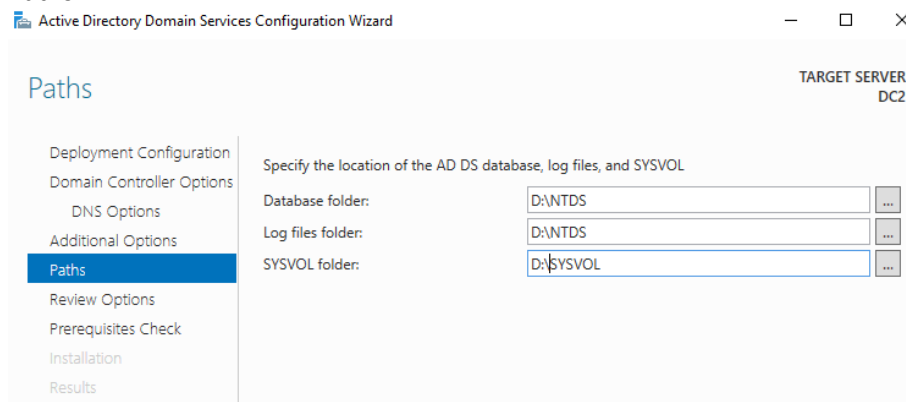 Active Directory Domain Services Configuration Wizard
Paths
TARGET SERVER
DC2
Deployment Configuration
Domain Controller Options
DNS Options
Additional Options
Paths
Review Options
Prerequisites Check
Installation
Results
Specify the location of the AD DS database, log files, and SYSVOL
Database folder: D:\NTDS ...
Log files folder: D:\NTDS ...
SYSVOL folder: D:\SYSVOL ...